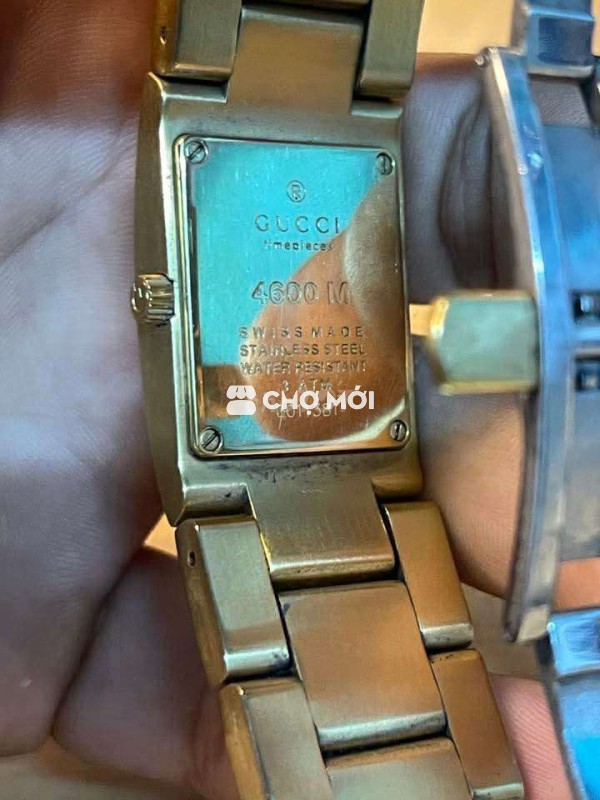 ®
GUCCI
timepieces
4600 M
SWISS MADE
STAINLESS STEEL
WATER RESISTANT
3 ATM
CHỢ MỚI